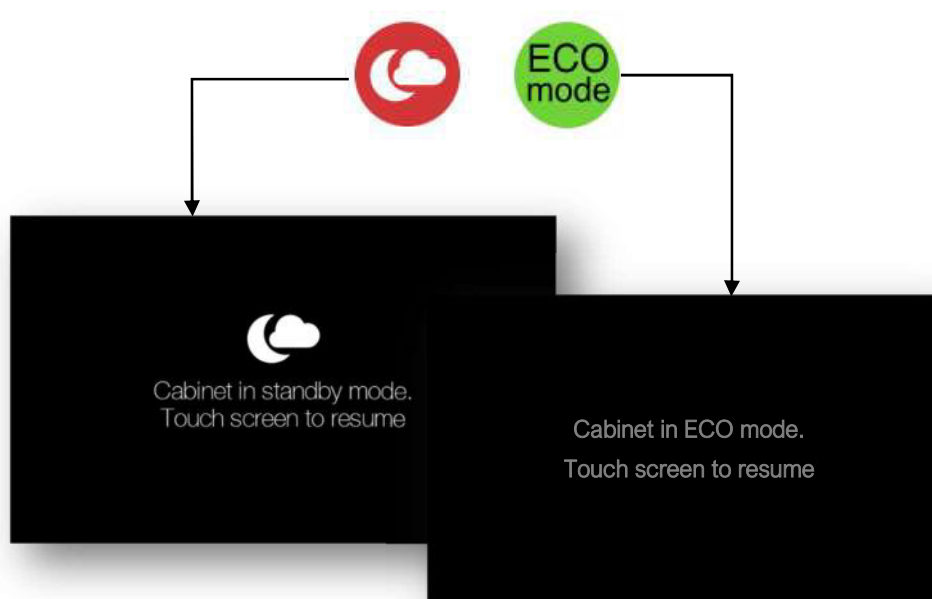 ECO
mode
Cabinet in standby mode.
Touch screen to resume
Cabinet in ECO mode.
Touch screen to resume